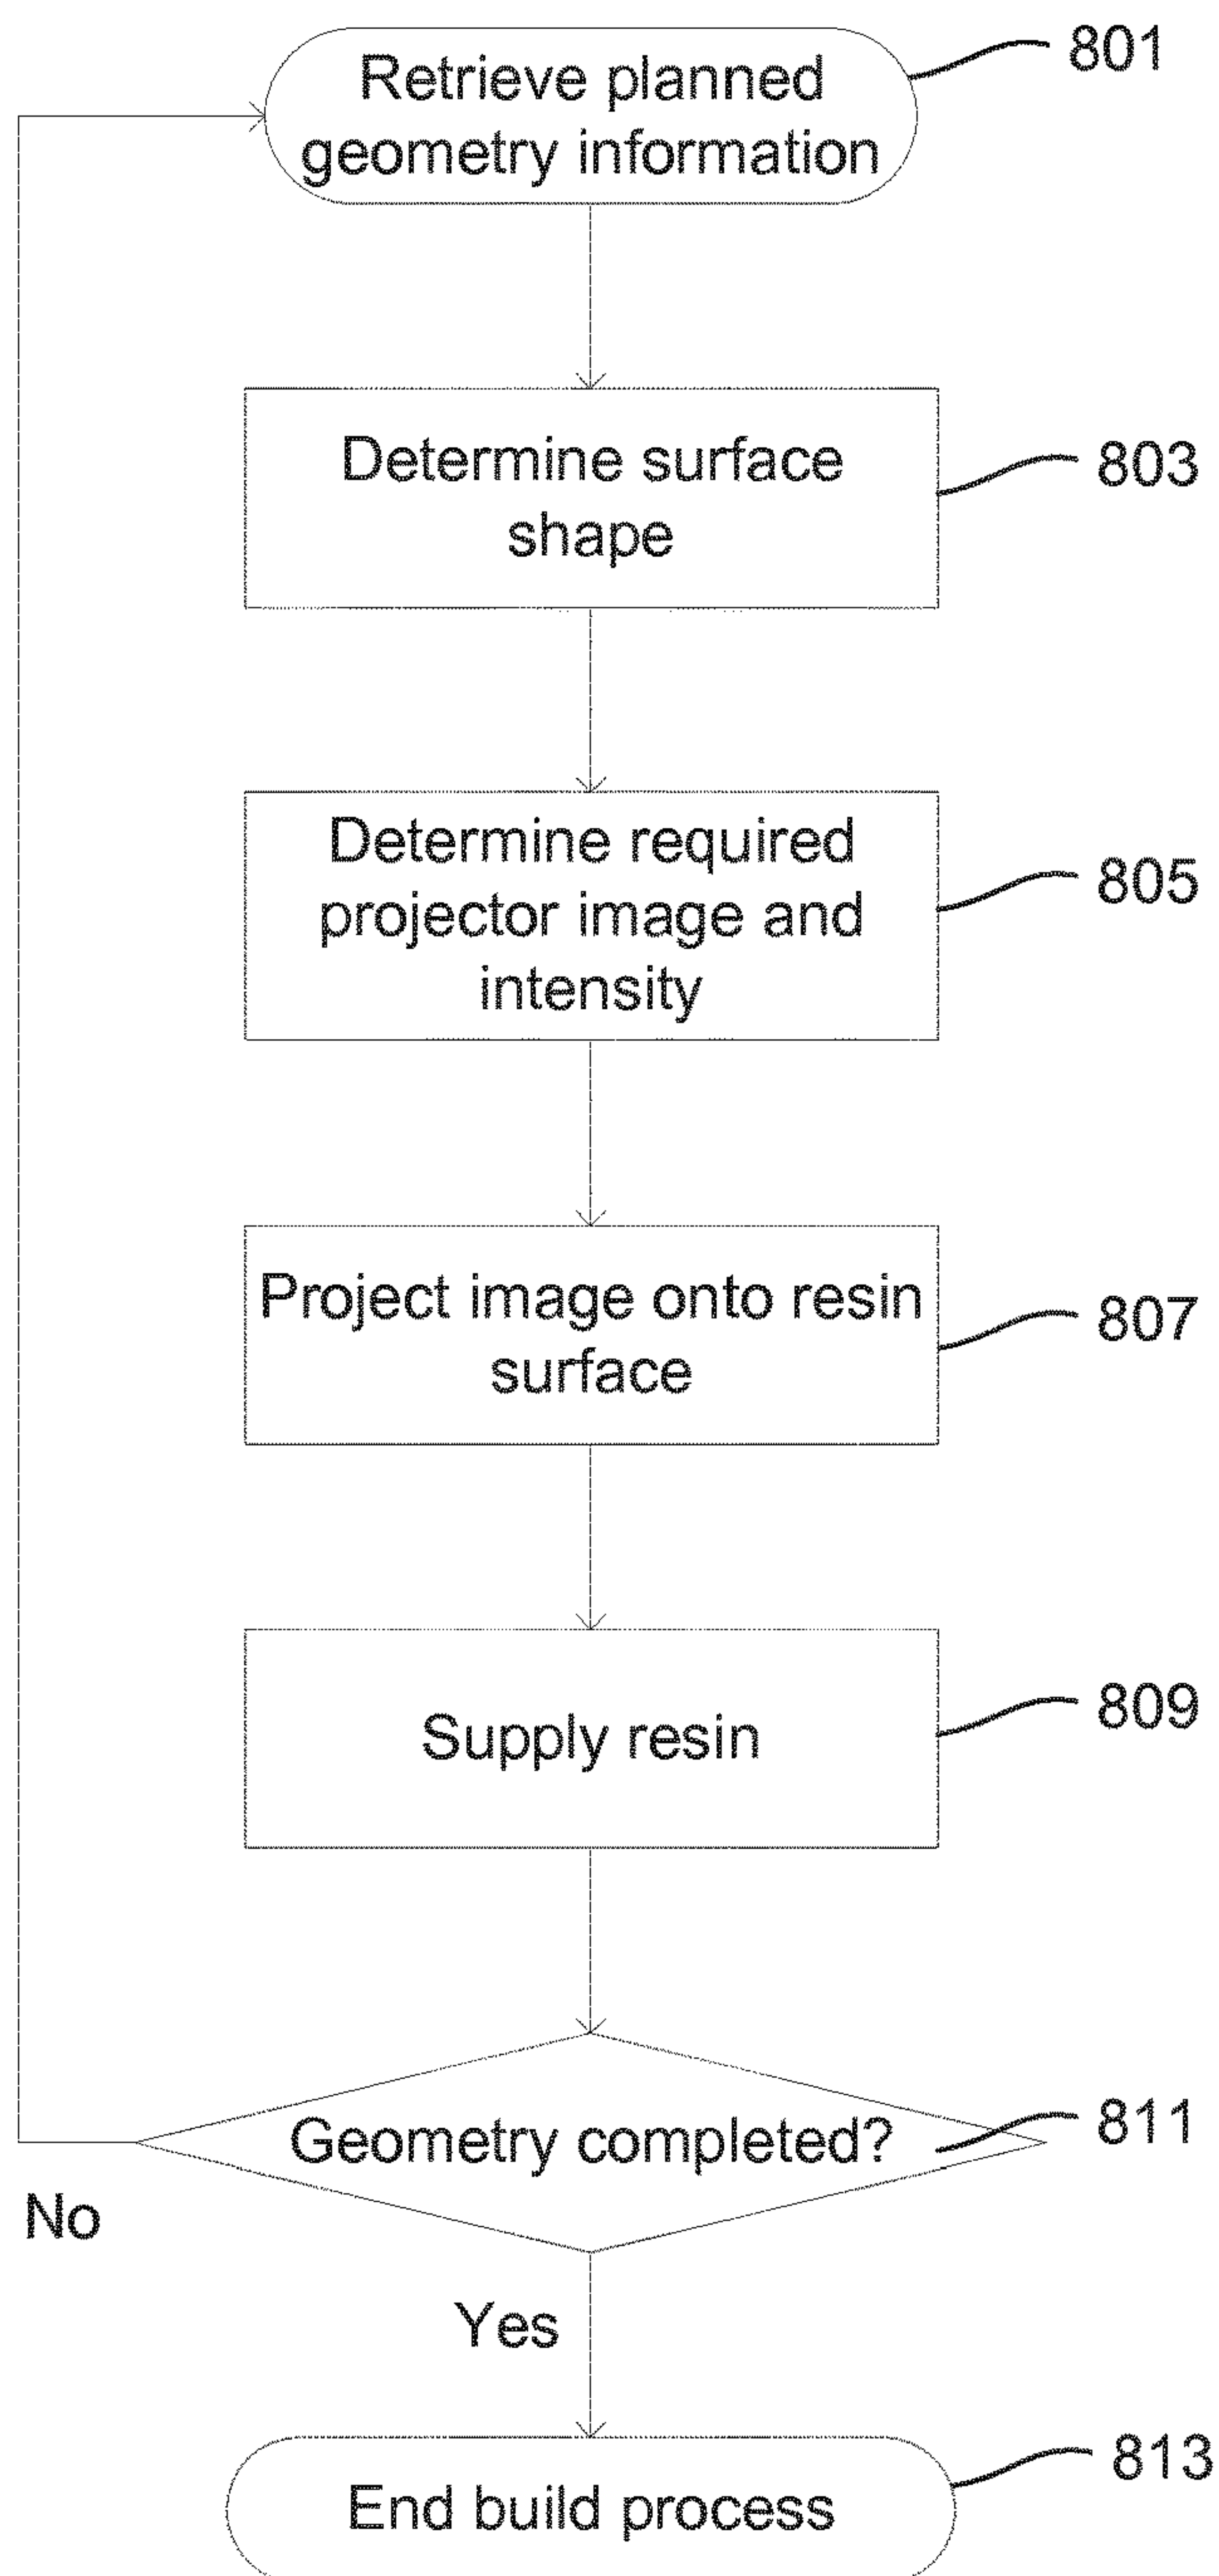 Retrieve planned
geometry information
801
Determine surface
shape
803
Determine required
projector image and
intensity
805
Project image onto resin
surface
807
Supply resin
809
Geometry completed?
811
No
Yes
End build process
813